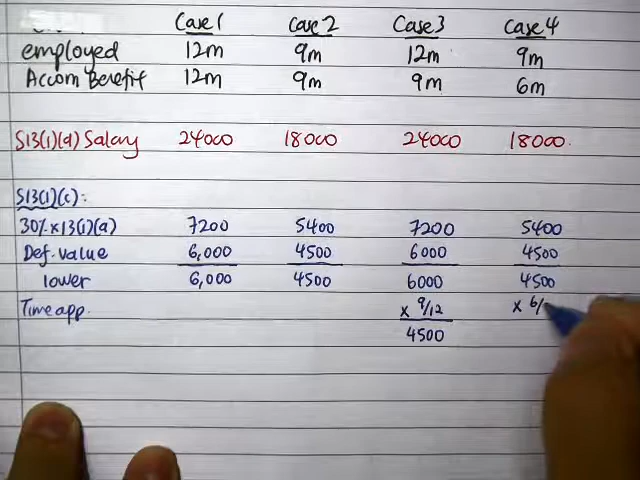 Case 1 Case 2 Case 3 Case 4
employed 12m 9m 12m 9m
Accom Benefit 12m 9m 9m 6m
S13(1)(a) Salary 24000 18000 24000 18000.
S13(1)(c):
30% x 13(1)(a) 7200 5400 7200 5400
Def. value 6,000 4500 6000 4500
lower 6,000 4500 6000 4500
Time app. x 9/12 x 6/
4500